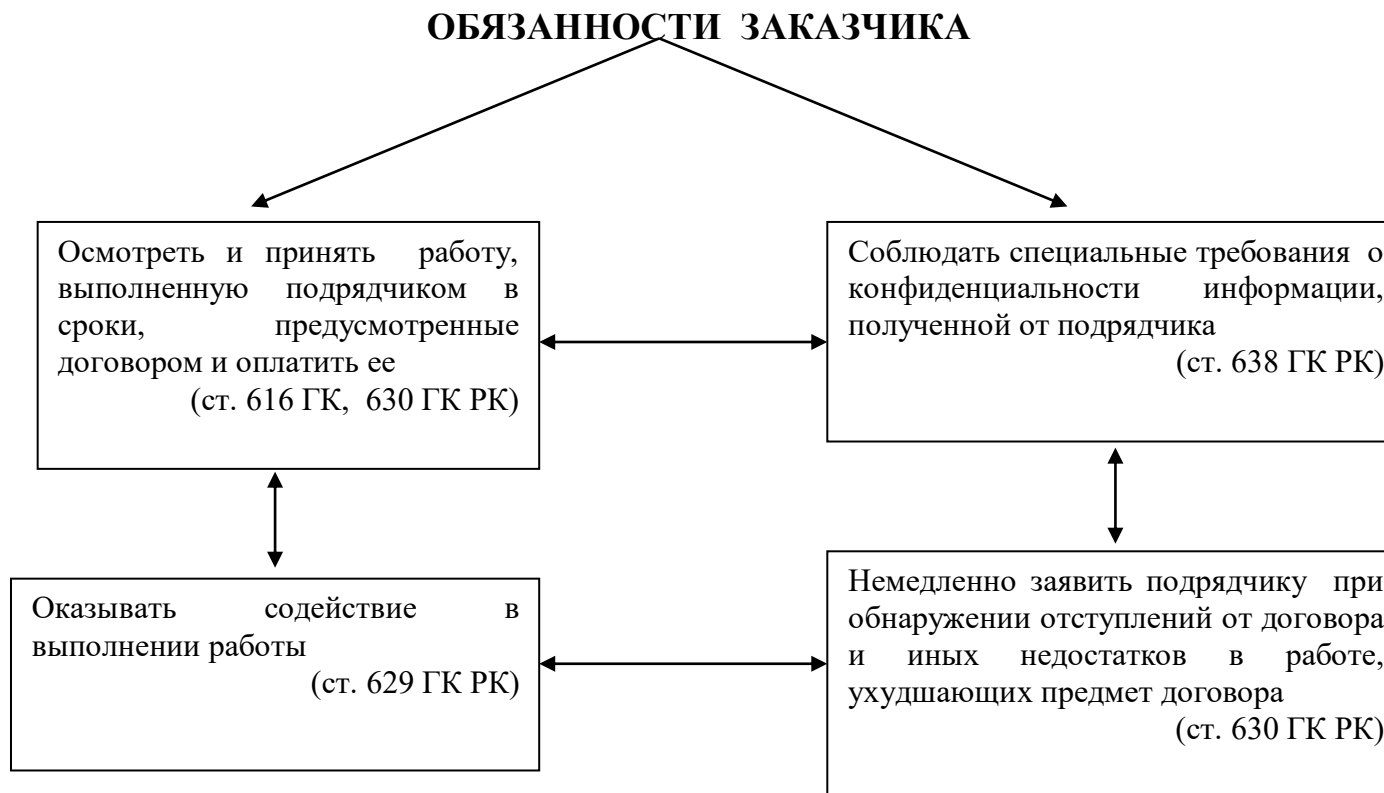 ОБЯЗАННОСТИ ЗАКАЗЧИКА
Осмотреть и принять работу,
выполненную подрядчиком в
сроки, предусмотренные
договором и оплатить ее
(ст. 616 ГК, 630 ГК РК)
Соблюдать специальные требования о
конфиденциальности информации,
полученной от подрядчика
(ст. 638 ГК РК)
Оказывать содействие в
выполнении работы
(ст. 629 ГК РК)
Немедленно заявить подрядчику при
обнаружении отступлений от договора
и иных недостатков в работе,
ухудшающих предмет договора
(ст. 630 ГК РК)